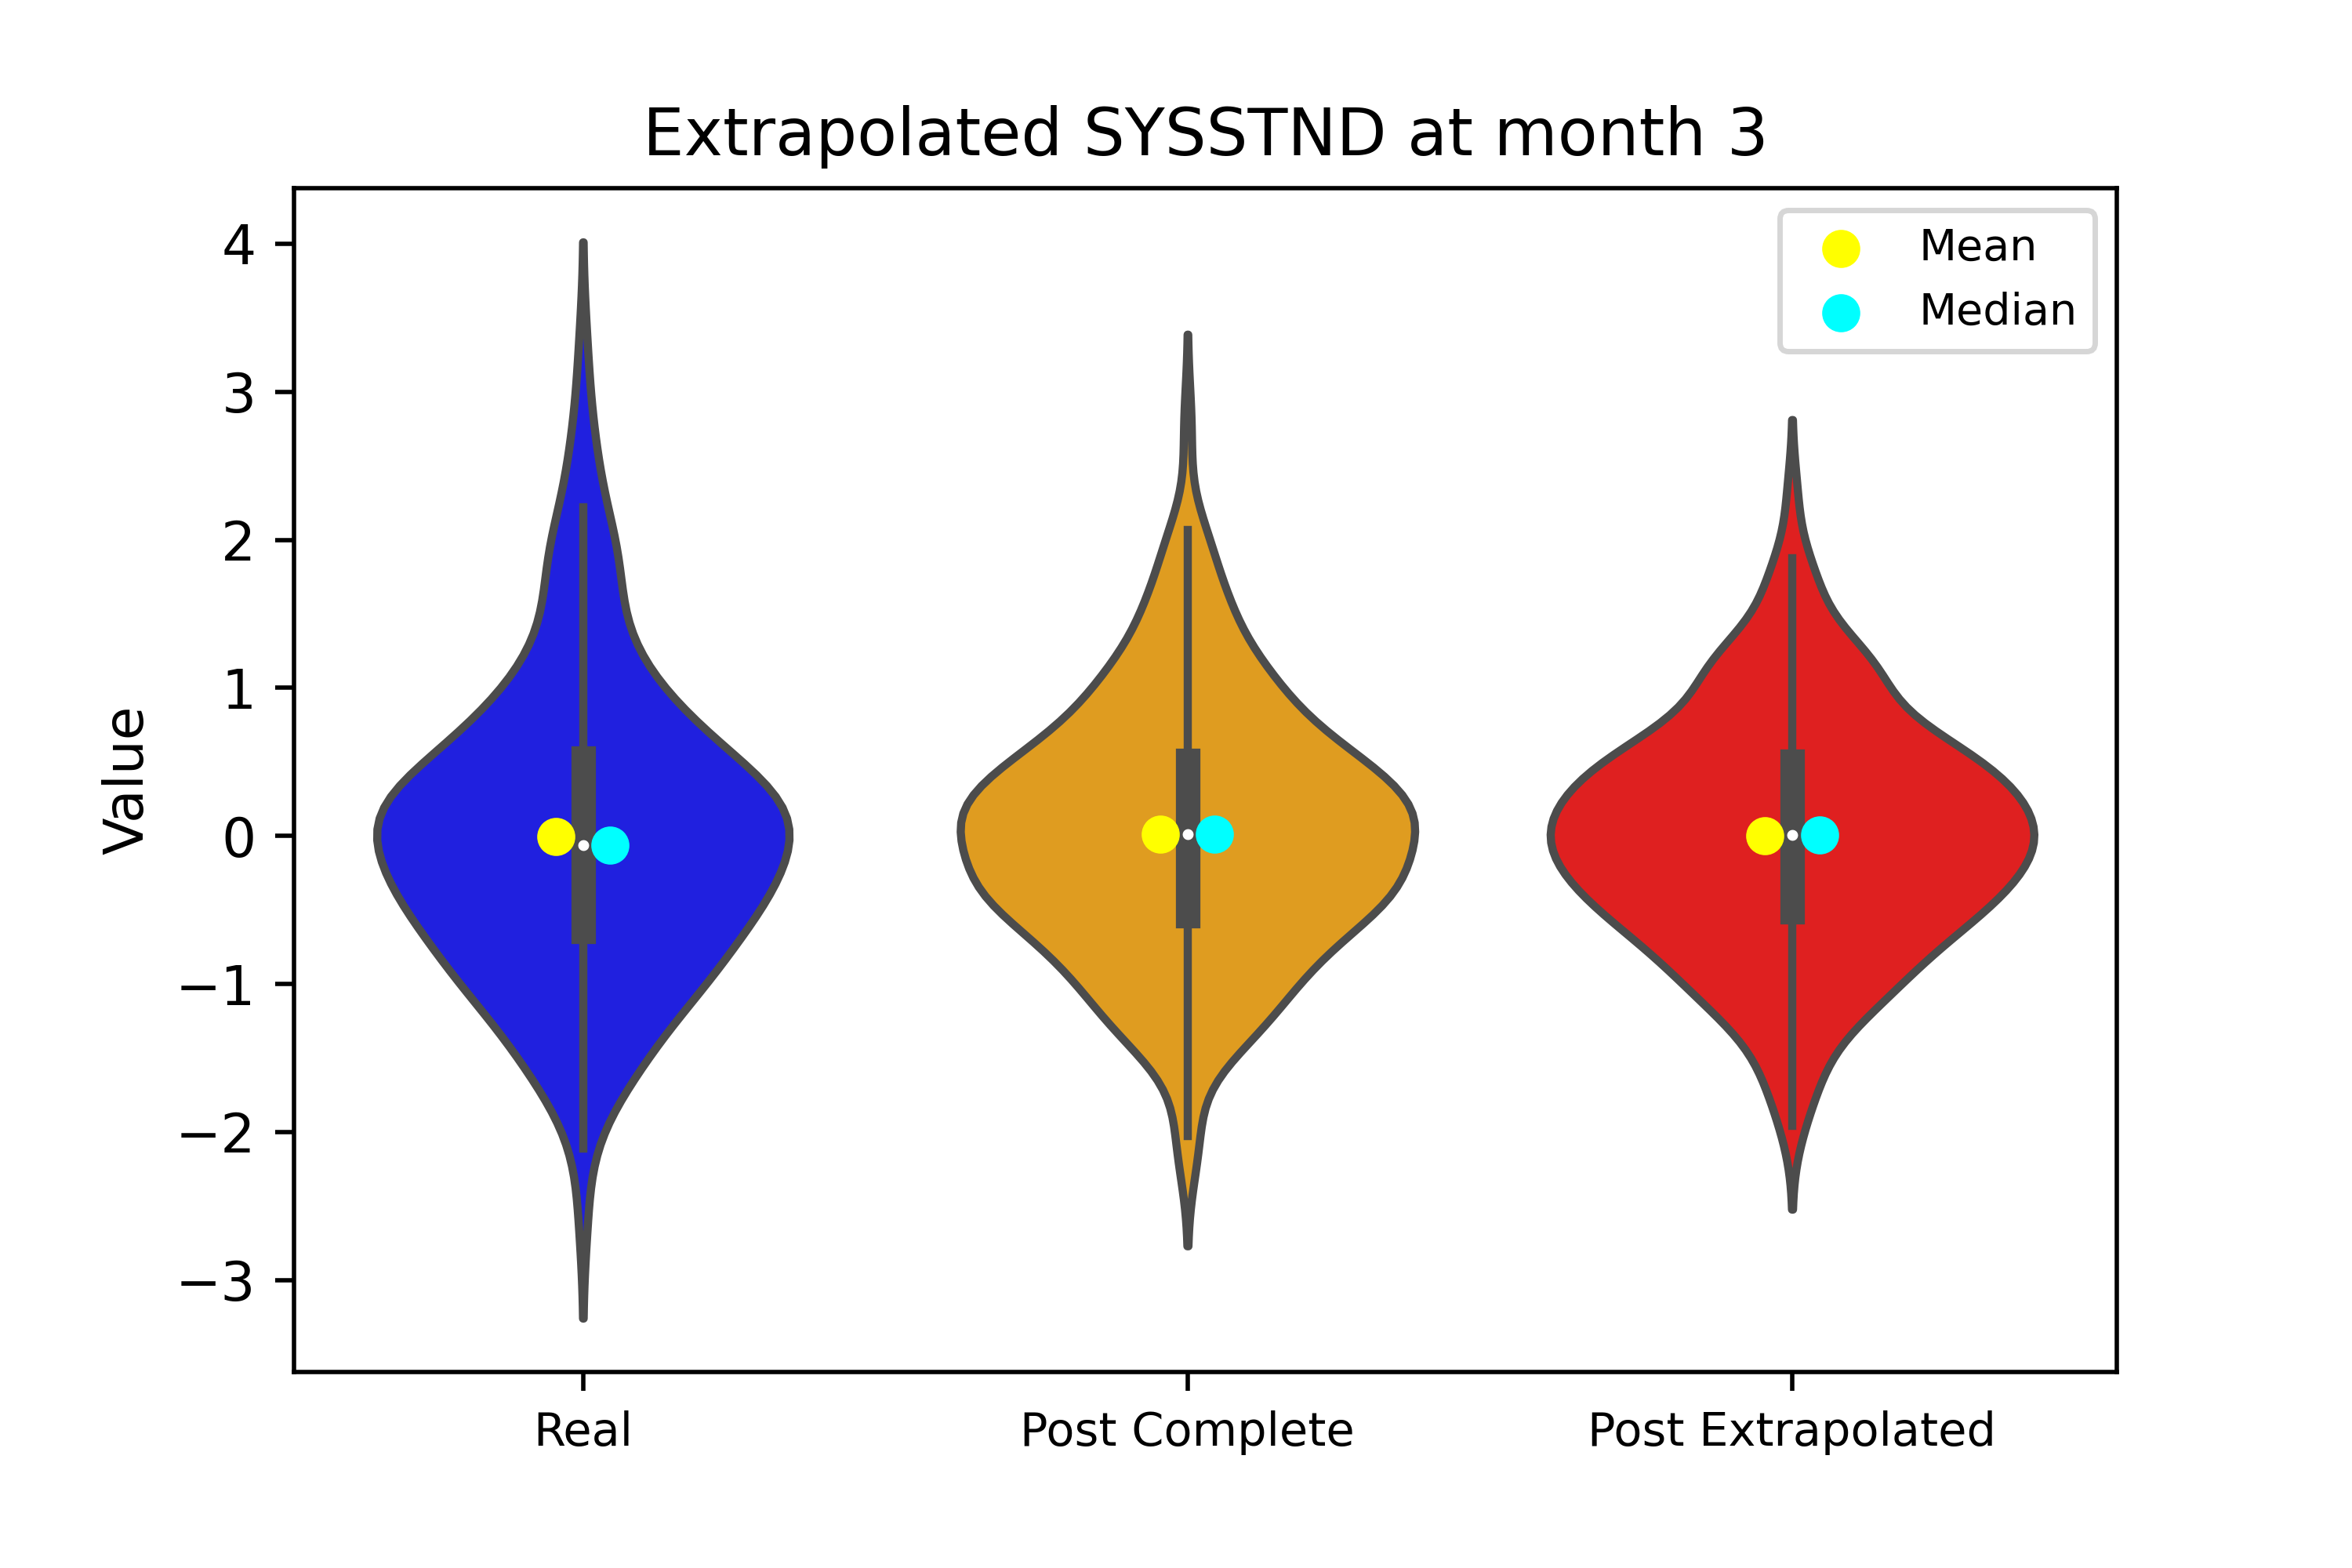 Extrapolated SYSSTND at month 3
Mean
Median
4
3
2
1
0
−1
−2
−3
Value
Real
Post Complete
Post Extrapolated